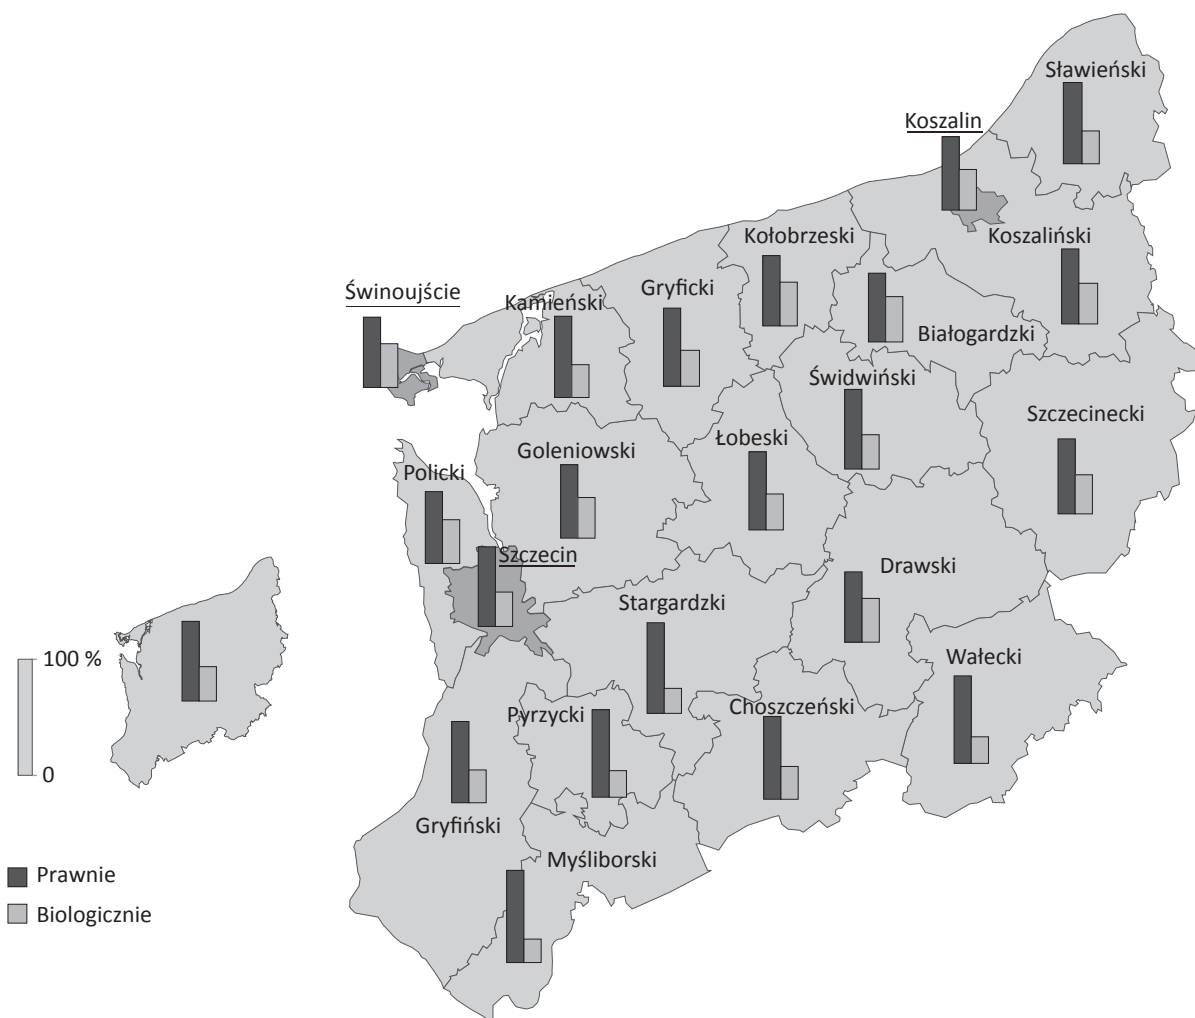 Sławieński
Koszalin
Kołobrzeski
Koszaliński
Świnoujście
Kamieński
Gryficki
Białogardzki
Świdwiński
Szczecinecki
Łobeski
Goleniowski
Policki
Szczecin
Drawski
Stargardzki
Wałecki
100 %
0
Choszczeński
Pyrzycki
Gryfiński
Myśliborski
Prawnie
Biologicznie